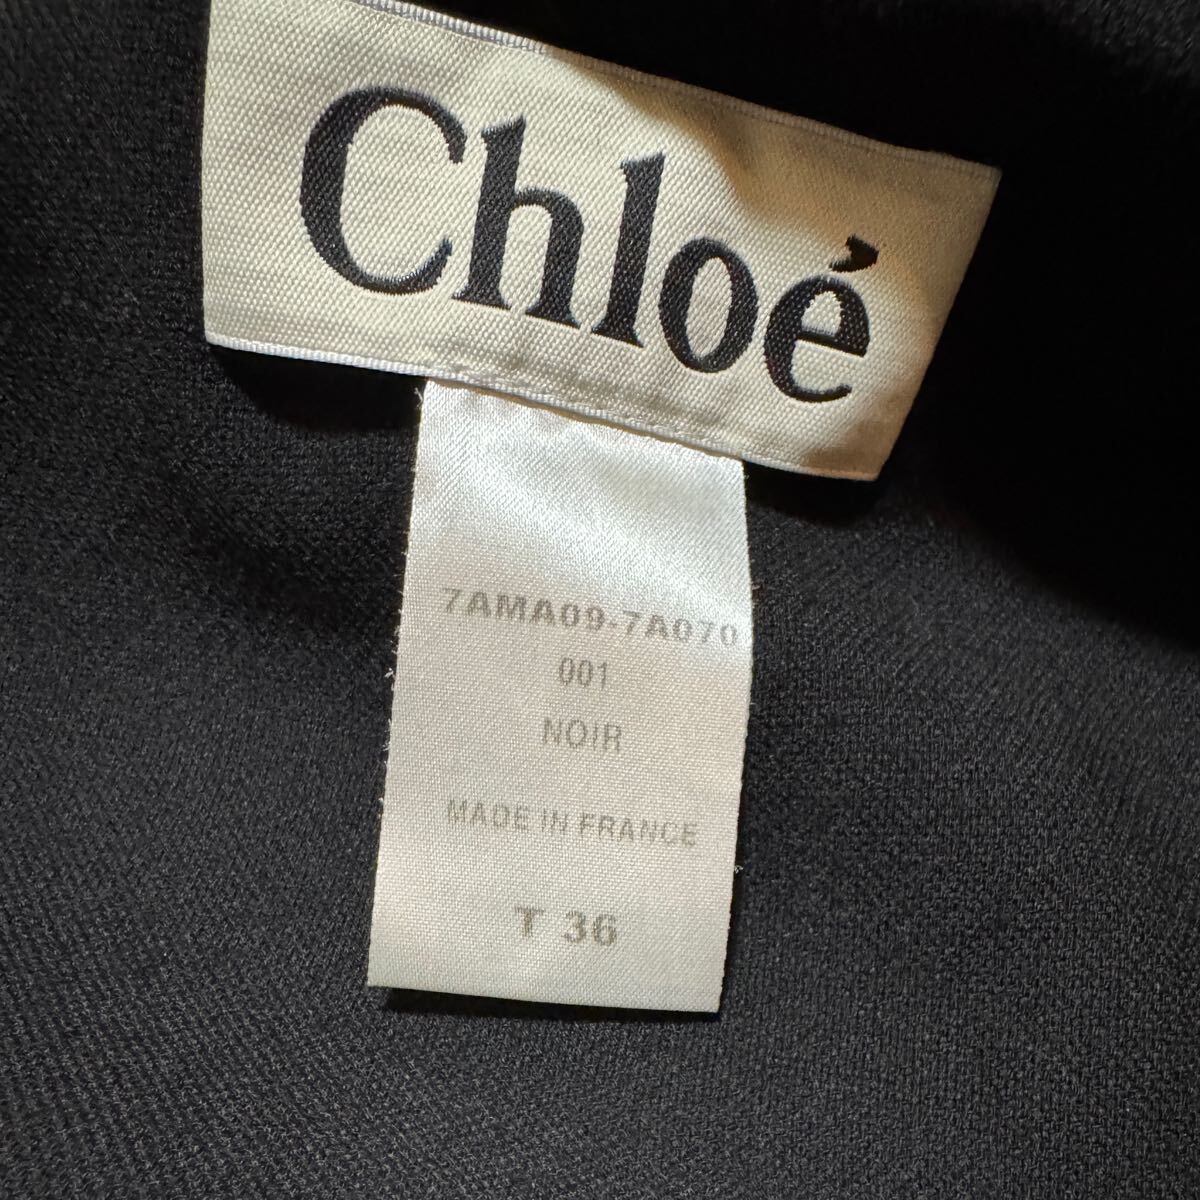 Chloé
7AMA09-7A070
001
NOIR
MADE IN FRANCE
T 36